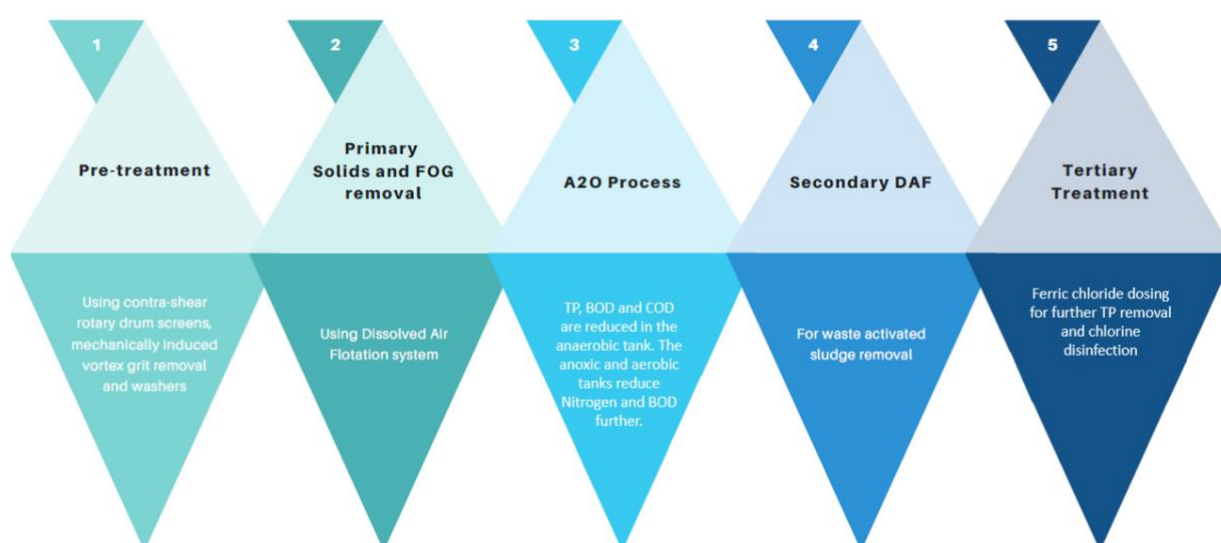 1
Pre-treatment
Using contra-shear
rotary drum screens,
mechanically induced
vortex grit removal
and washers
2
Primary
Solids and FOG
removal
Using Dissolved Air
Flotation system
3
A2O Process
TP, BOD and COD
are reduced in the
anaerobic tank. The
anoxic and aerobic
tanks reduce
Nitrogen and BOD
further.
4
Secondary DAF
For waste activated
sludge removal
5
Tertiary
Treatment
Ferric chloride dosing
for further TP removal
and chlorine
disinfection